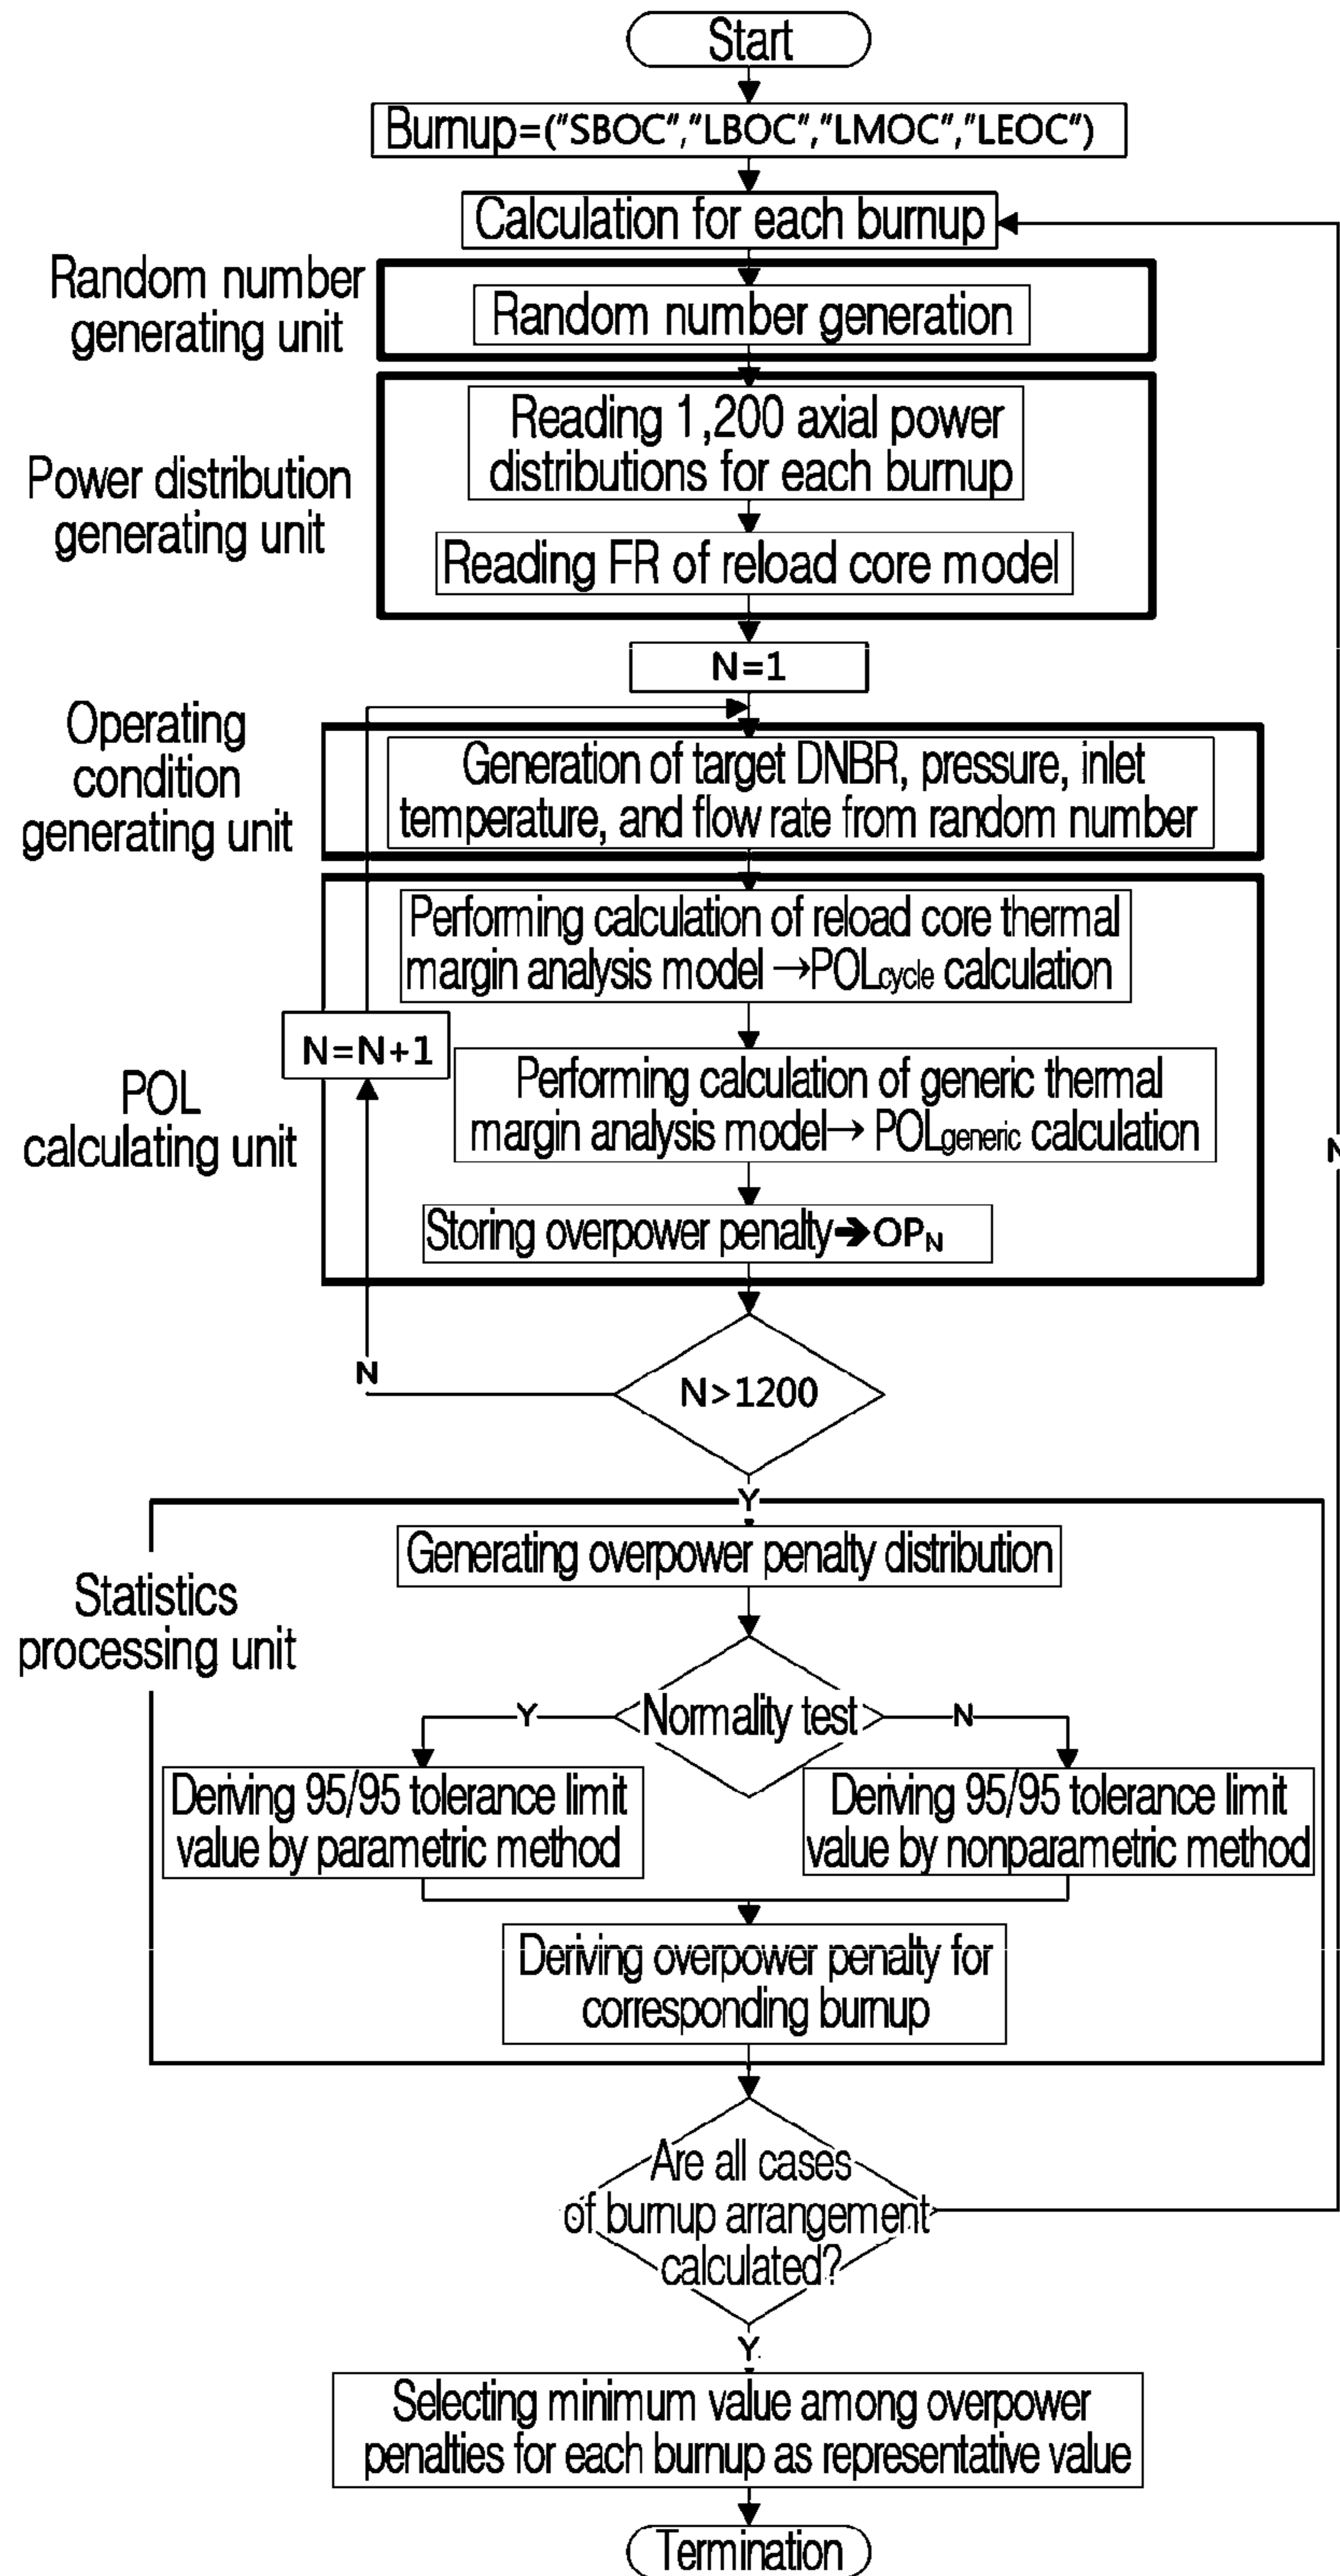 Start
Burnup=("SBOC","LBOC","LMOC","LEOC")
Calculation for each burnup
Random number
generating unit
Random number generation
Power distribution
generating unit
Reading 1,200 axial power
distributions for each burnup
Reading FR of reload core model
N=1
Operating
condition
generating unit
Generation of target DNBR, pressure, inlet
temperature, and flow rate from random number
POL
calculating unit
Performing calculation of reload core thermal
margin analysis model →POLcycle calculation
N=N+1
Performing calculation of generic thermal
margin analysis model→ POLgeneric calculation
N
Storing overpower penalty➔OPN
N
N>1200
Y
Statistics
processing unit
Generating overpower penalty distribution
Y
Normality test
N
Deriving 95/95 tolerance limit
value by parametric method
Deriving 95/95 tolerance limit
value by nonparametric method
Deriving overpower penalty for
corresponding burnup
Are all cases
of burnup arrangement
calculated?
Y
Selecting minimum value among overpower
penalties for each burnup as representative value
Termination